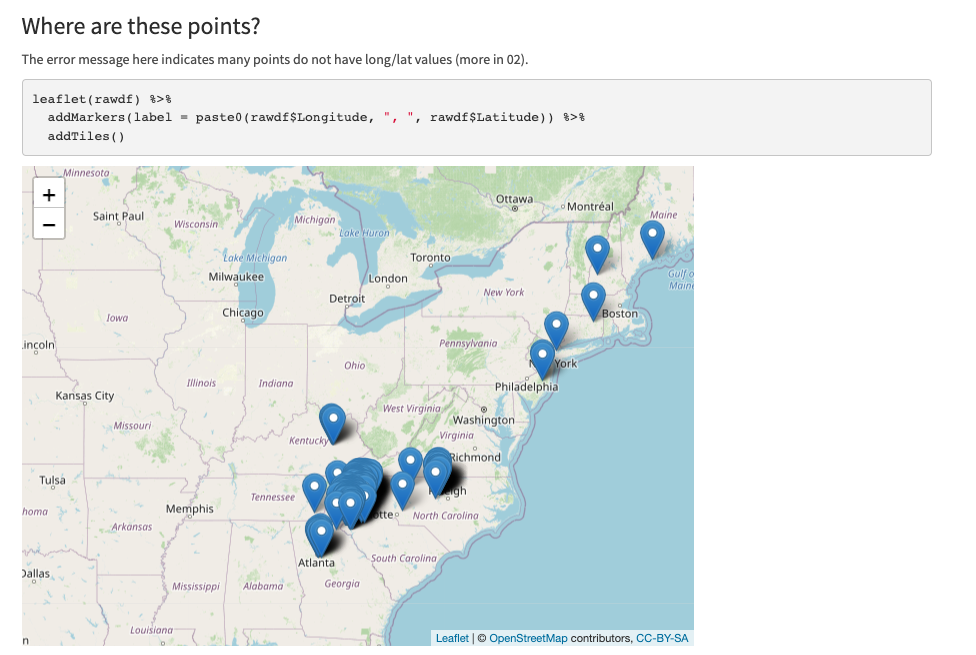 Where are these points?
The error message here indicates many points do not have long/lat values (more in 02).
leaflet(rawdf) %>%
addMarkers(label = paste0(rawdf$Longitude, ", ", rawdf$Latitude)) %>%
addTiles()
+
−
Minnesota
Ottawa
Montréal
Saint Paul
Wisconsin
Michigan
Maine
Lake Huron
Lake Michigan
Toronto
Gulf o
Maine
Milwaukee
London
New York
Detroit
Chicago
Boston
Iowa
incoln
Pennsylvania
Ohio
York
Illinois
Indiana
Philadelphia
Kansas City
West Virginia
Washington
Missouri
Kentucky
Virginia
Richmond
Tulsa
Tennessee
igh
Memphis
homa
otte
North Carolina
Arkansas
Atlanta
South Carolina
Dallas
Mississippi
Alabama
Georgia
Louisiana
n
Leaflet | © OpenStreetMap contributors, CC-BY-SA